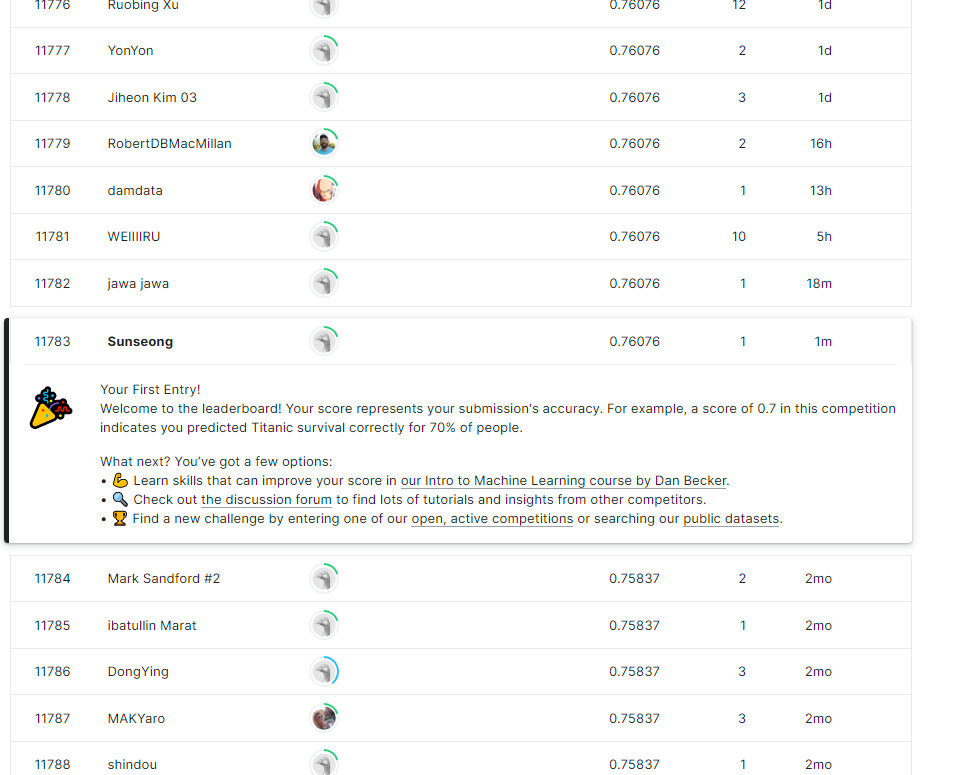 11776 Ruobing Xu 0.76076 12 1d
11777 YonYon 0.76076 2 1d
11778 Jiheon Kim 03 0.76076 3 1d
11779 RobertDBMacMillan 0.76076 2 16h
11780 damdata 0.76076 1 13h
11781 WEIIIIRU 0.76076 10 5h
11782 jawa jawa 0.76076 1 18m
11783 Sunseong 0.76076 1 1m
Your First Entry!
Welcome to the leaderboard! Your score represents your submission's accuracy. For example, a score of 0.7 in this competition
indicates you predicted Titanic survival correctly for 70% of people.
What next? You've got a few options:
• 💪 Learn skills that can improve your score in our Intro to Machine Learning course by Dan Becker.
• 🔍 Check out the discussion forum to find lots of tutorials and insights from other competitors.
• 🏆 Find a new challenge by entering one of our open, active competitions or searching our public datasets.
11784 Mark Sandford #2 0.75837 2 2mo
11785 ibatullin Marat 0.75837 1 2mo
11786 DongYing 0.75837 3 2mo
11787 MAKYaro 0.75837 3 2mo
11788 shindou 0.75837 1 2mo